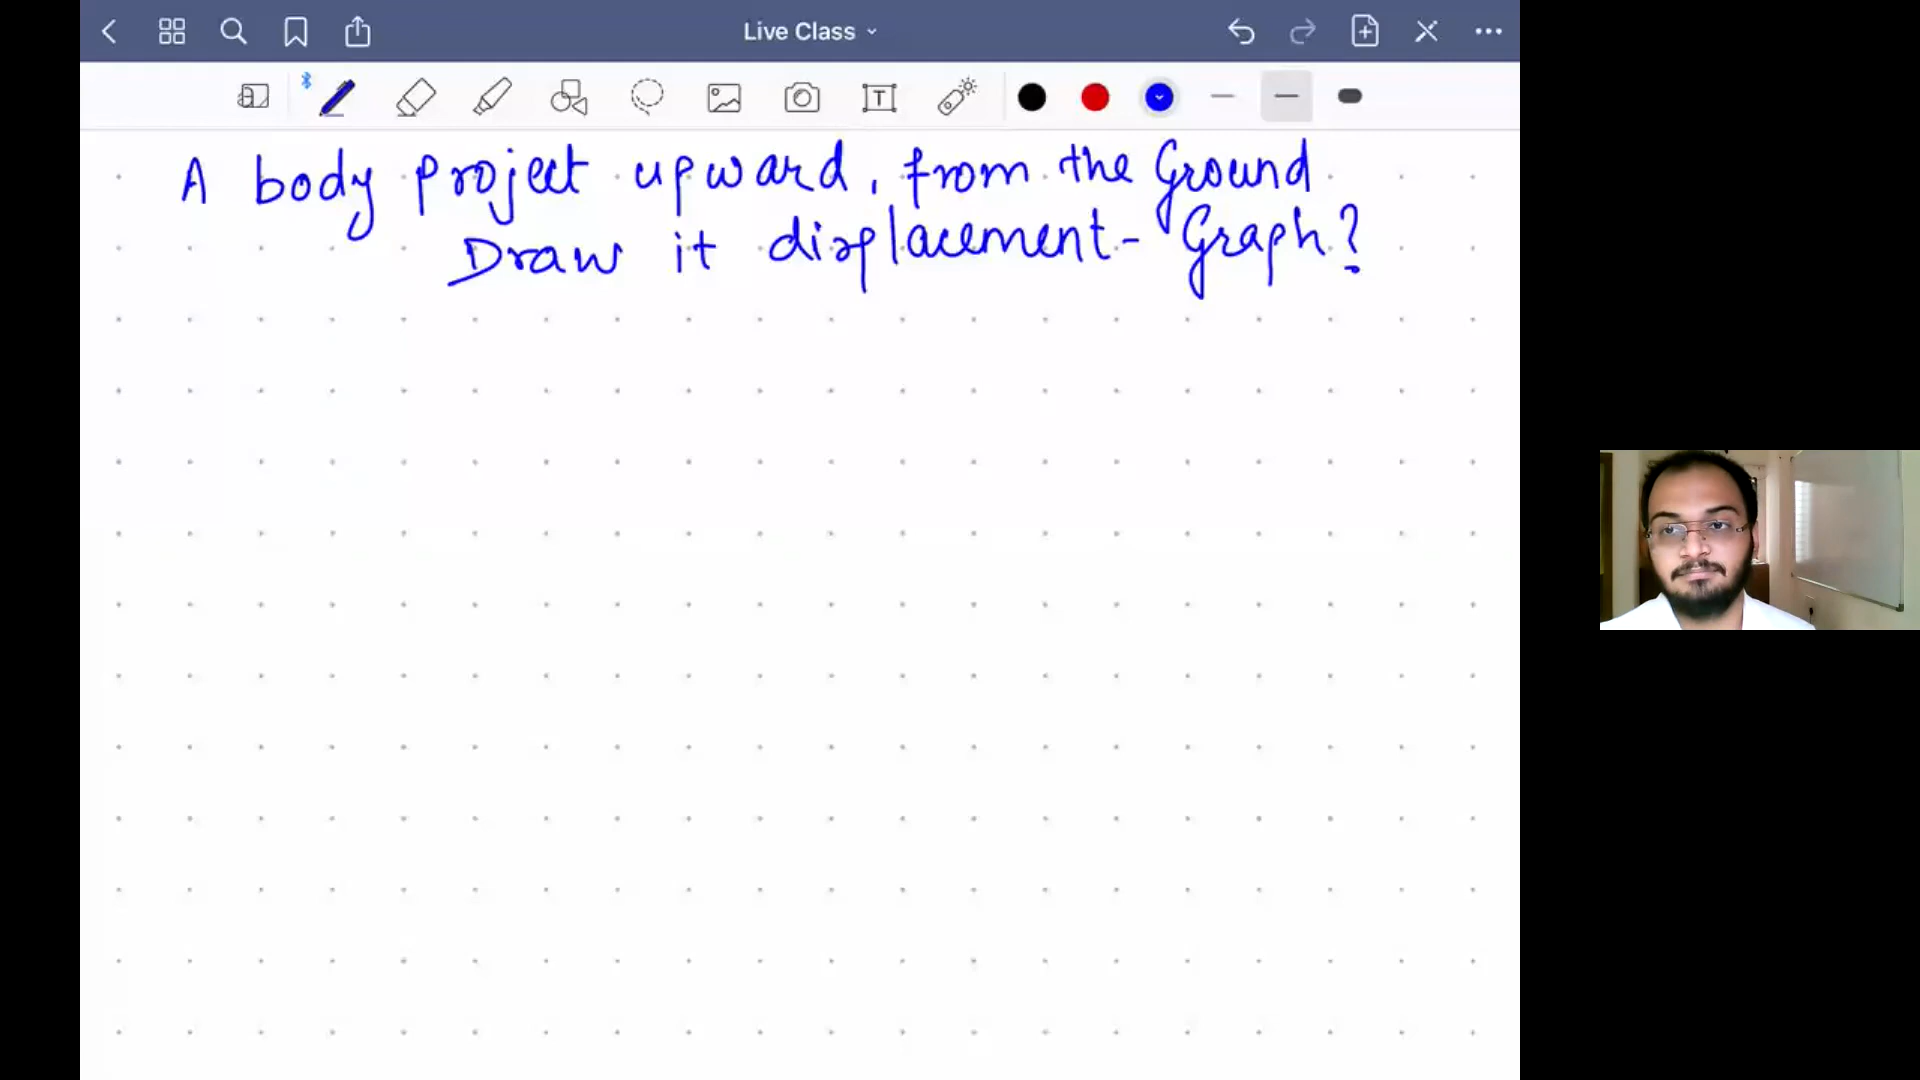 Live Class
A body project upward, from the Ground
Draw it displacement - Graph?